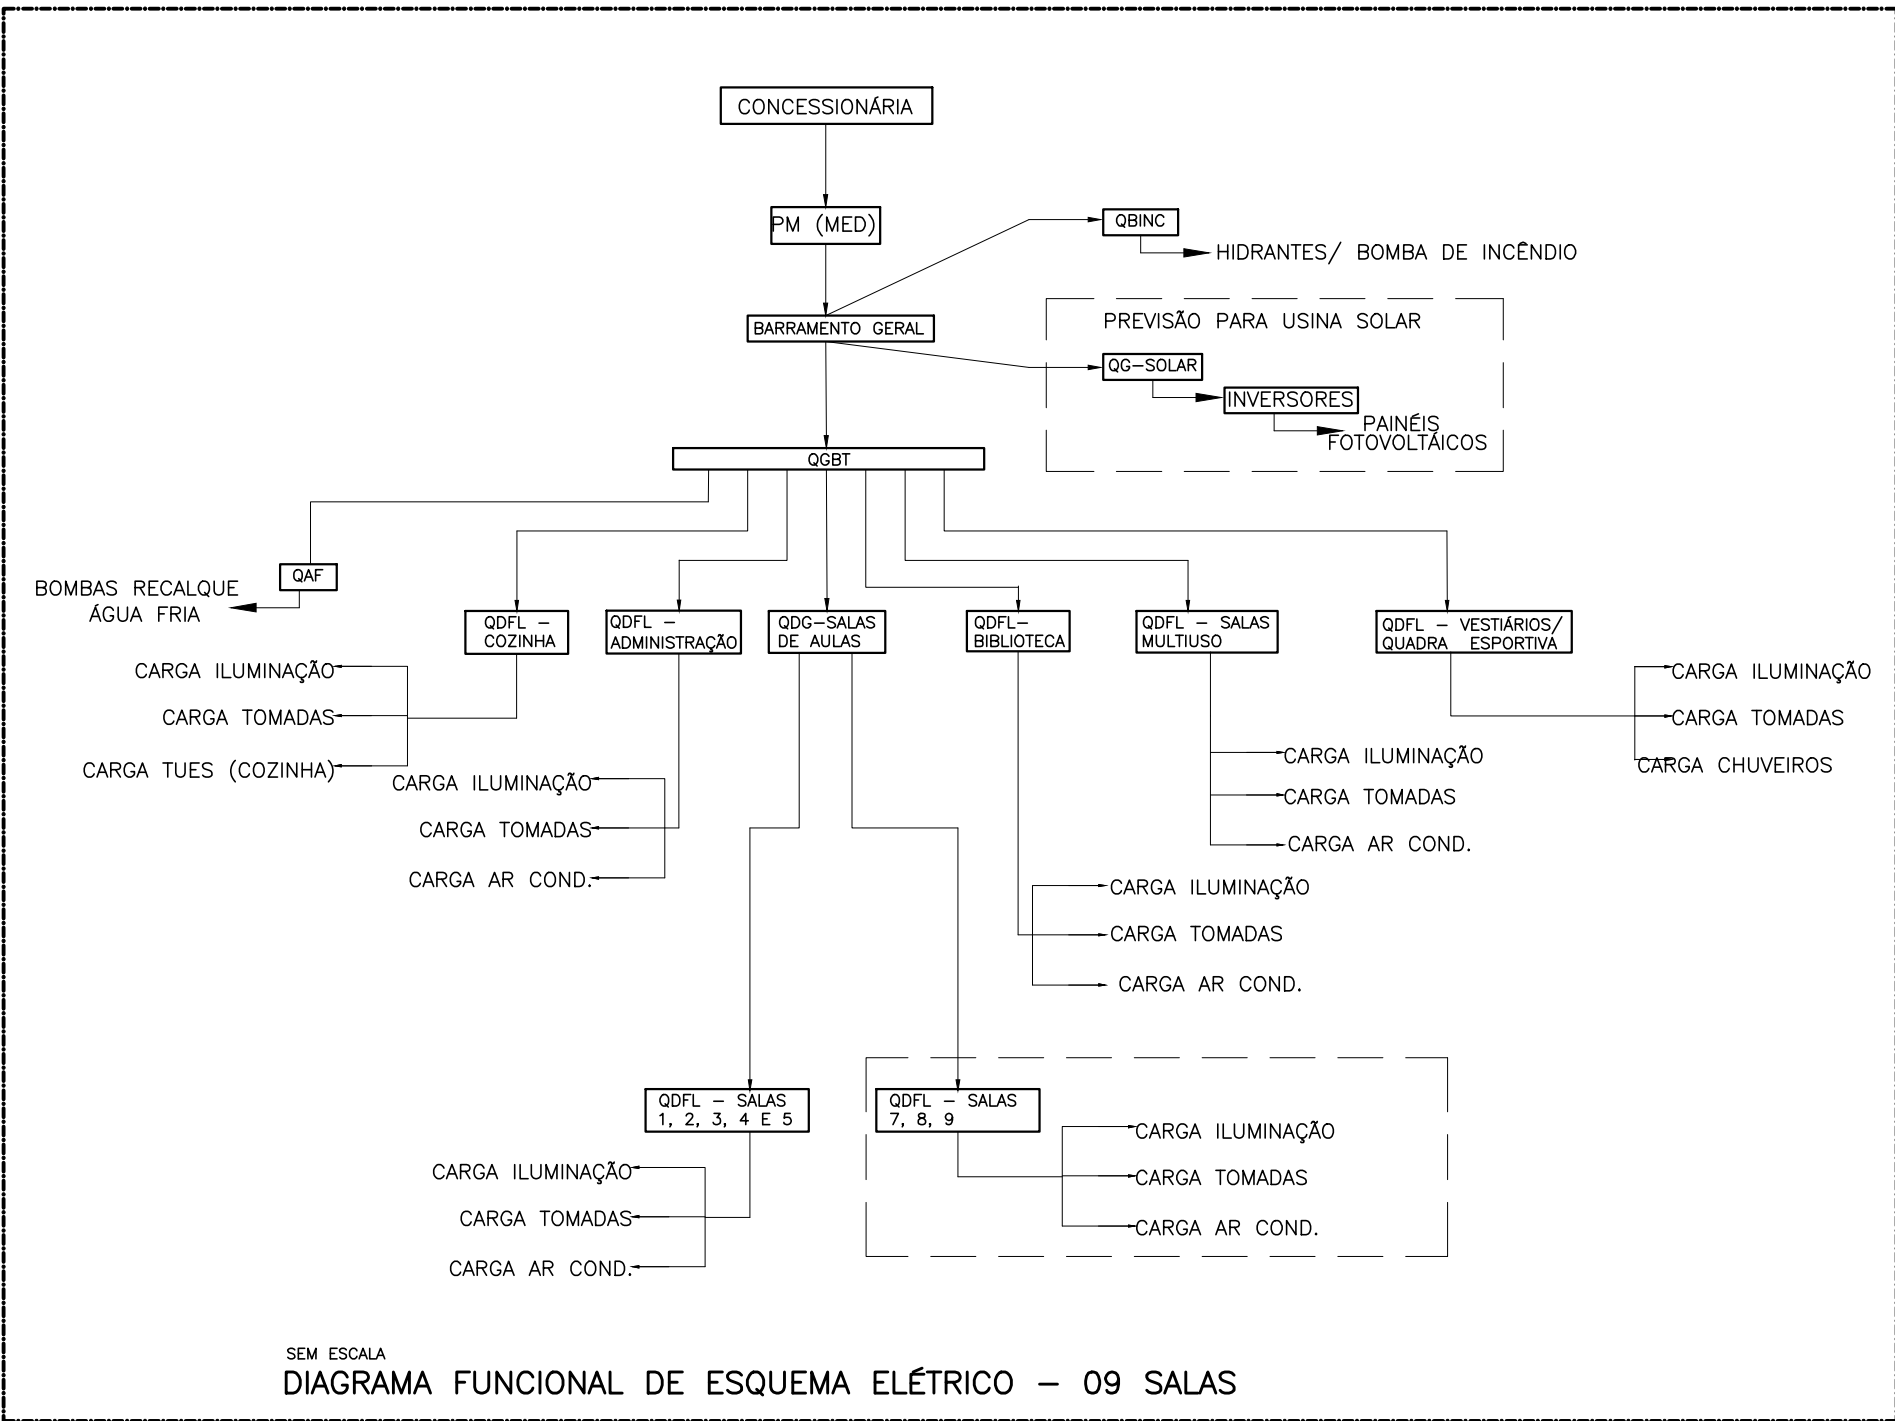 CONCESSIONÁRIA
PM (MED)
QBINC
HIDRANTES/ BOMBA DE INCÊNDIO
BARRAMENTO GERAL
PREVISÃO PARA USINA SOLAR
QG-SOLAR
INVERSORES
PAINÉIS
FOTOVOLTÁICOS
QGBT
QAF
BOMBAS RECALQUE
ÁGUA FRIA
QDFL -
COZINHA
QDFL -
ADMINISTRAÇÃO
QDG-SALAS
DE AULAS
QDFL-
BIBLIOTECA
QDFL - SALAS
MULTIUSO
QDFL - VESTIÁRIOS/
QUADRA ESPORTIVA
CARGA ILUMINAÇÃO
CARGA TOMADAS
CARGA TUES (COZINHA)
CARGA ILUMINAÇÃO
CARGA TOMADAS
CARGA AR COND.
CARGA ILUMINAÇÃO
CARGA TOMADAS
CARGA AR COND.
CARGA ILUMINAÇÃO
CARGA TOMADAS
CARGA AR COND.
CARGA ILUMINAÇÃO
CARGA TOMADAS
CARGA CHUVEIROS
QDFL - SALAS
1, 2, 3, 4 E 5
CARGA ILUMINAÇÃO
CARGA TOMADAS
CARGA AR COND.
QDFL - SALAS
7, 8, 9
CARGA ILUMINAÇÃO
CARGA TOMADAS
CARGA AR COND.
SEM ESCALA
DIAGRAMA FUNCIONAL DE ESQUEMA ELÉTRICO - 09 SALAS